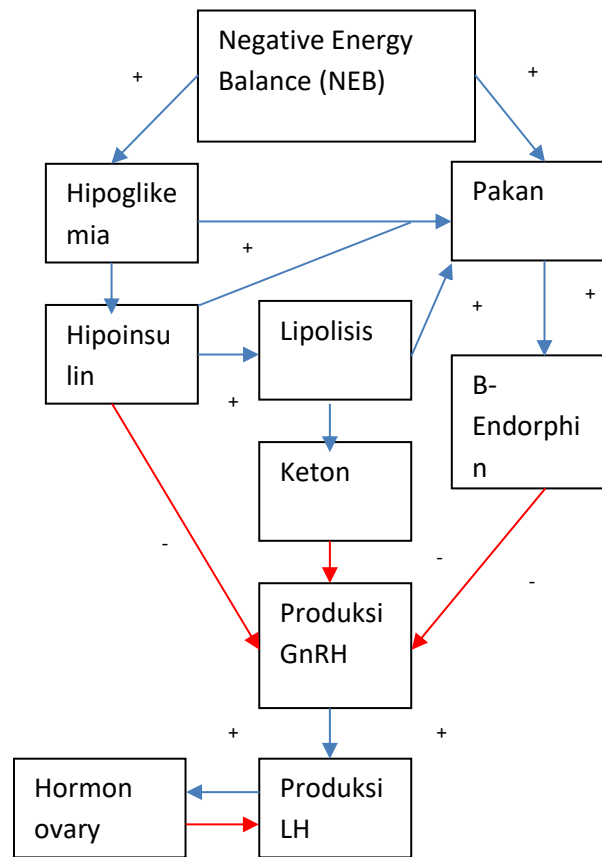 Negative Energy
Balance (NEB)
+
+
Hipoglike
mia
Pakan
+
Hipoinsu
lin
Lipolisis
+
+
+
B-
Endorphi
n
Keton
-
-
-
Produksi
GnRH
+
+
Hormon
ovary
Produksi
LH